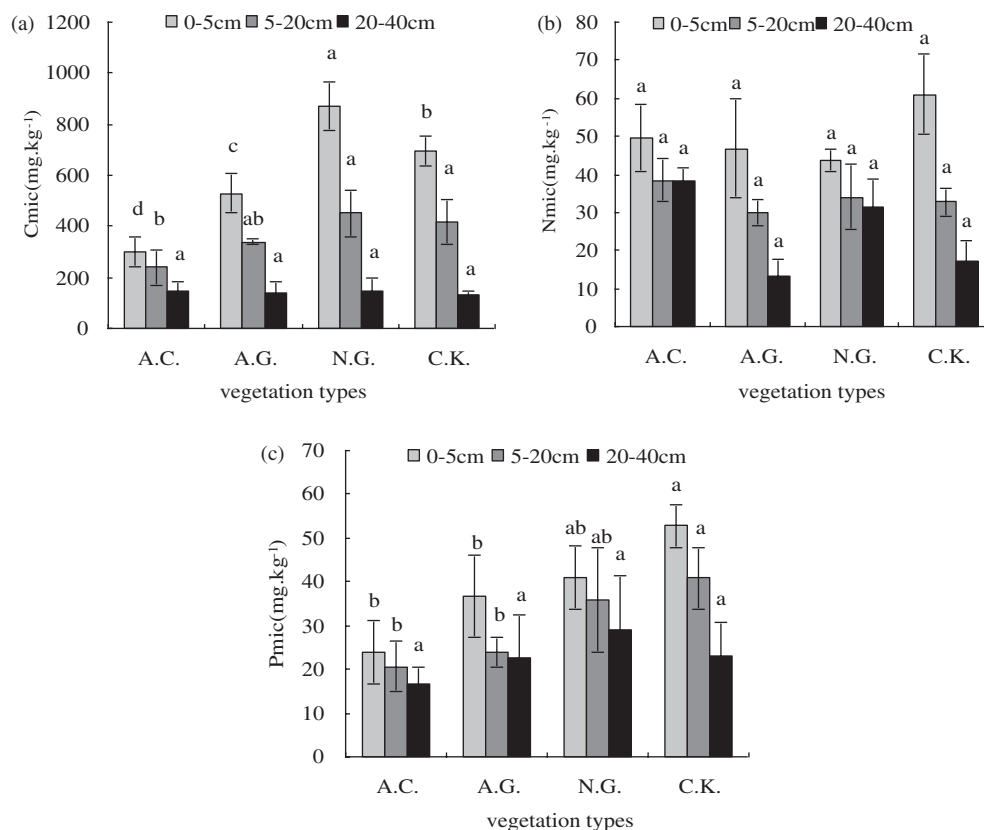 (a)
0-5cm 5-20cm 20-40cm
1200
1000
800
600
400
200
0
Cmic(mg.kg⁻¹)
d b a
c ab a
a a a
b a a
A.C. A.G. N.G. C.K.
vegetation types
(b)
0-5cm 5-20cm 20-40cm
80
70
60
50
40
30
20
10
0
Nmic(mg.kg⁻¹)
a a a
a a a
a a a
a a a
A.C. A.G. N.G. C.K.
vegetation types
(c)
0-5cm 5-20cm 20-40cm
70
60
50
40
30
20
10
0
Pmic(mg.kg⁻¹)
b b a
b b a
ab ab a
a a a
A.C. A.G. N.G. C.K.
vegetation types